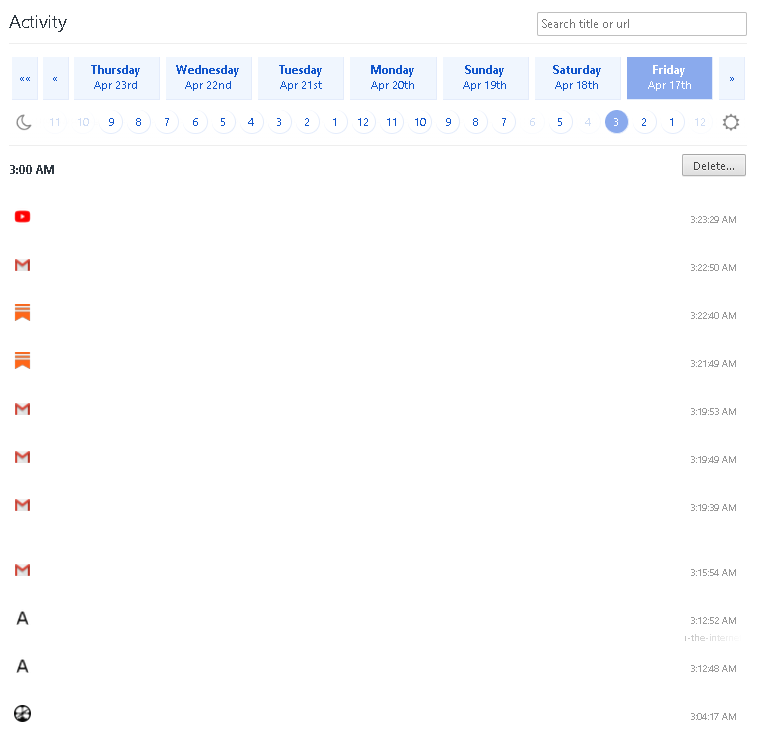 Activity
Search title or url
«« « Thursday Wednesday Tuesday Monday Sunday Saturday Friday »
Apr 23rd Apr 22nd Apr 21st Apr 20th Apr 19th Apr 18th Apr 17th
11 10 9 8 7 6 5 4 3 2 1 12 11 10 9 8 7 6 5 4 3 2 1 12
3:00 AM
Delete...
3:23:29 AM
3:22:50 AM
3:22:40 AM
3:21:49 AM
3:19:53 AM
3:19:49 AM
3:19:39 AM
3:15:54 AM
A 3:12:52 AM
-the-intern
A 3:12:48 AM
3:04:17 AM